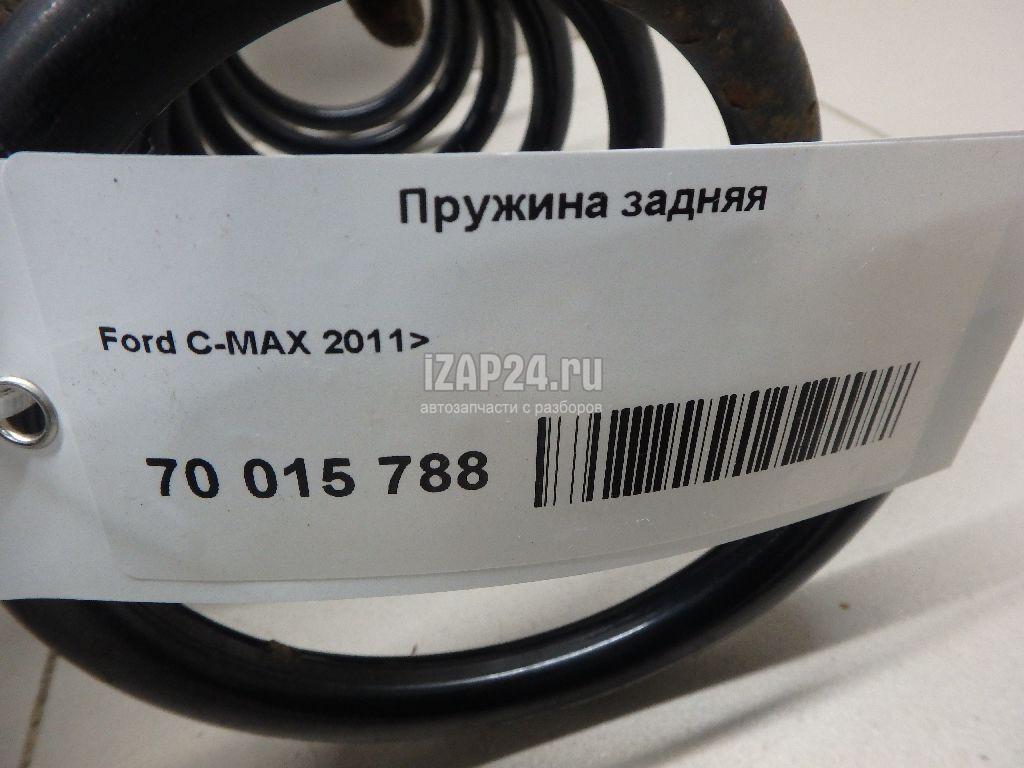 Пружина задняя
Ford C-MAX 2011>
iZAP24.ru
автозапчасти с разборов
70 015 788